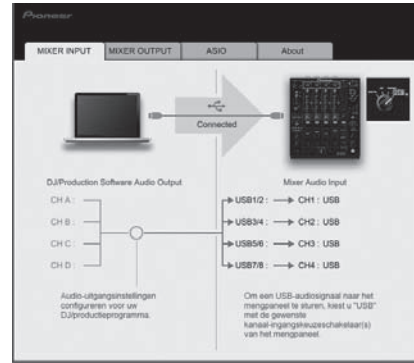 Pioneer
MIXER INPUT
MIXER OUTPUT
ASIO
About
Connected
DJ/Production Software Audio Output
Mixer Audio Input
CH A :
CH B :
CH C :
CH D :
USB1/2 : CH1 : USB
USB3/4 : CH2 : USB
USB5/6 : CH3 : USB
USB7/8 : CH4 : USB
Audio-uitgangsinstellingen
configureren voor uw
DJ/productieprogramma.
Om een USB-audiosignaal naar het
mengpaneel te sturen, kiest u "USB"
met de gewenste
kanaal-ingangskeuzeschakelaar(s)
van het mengpaneel.